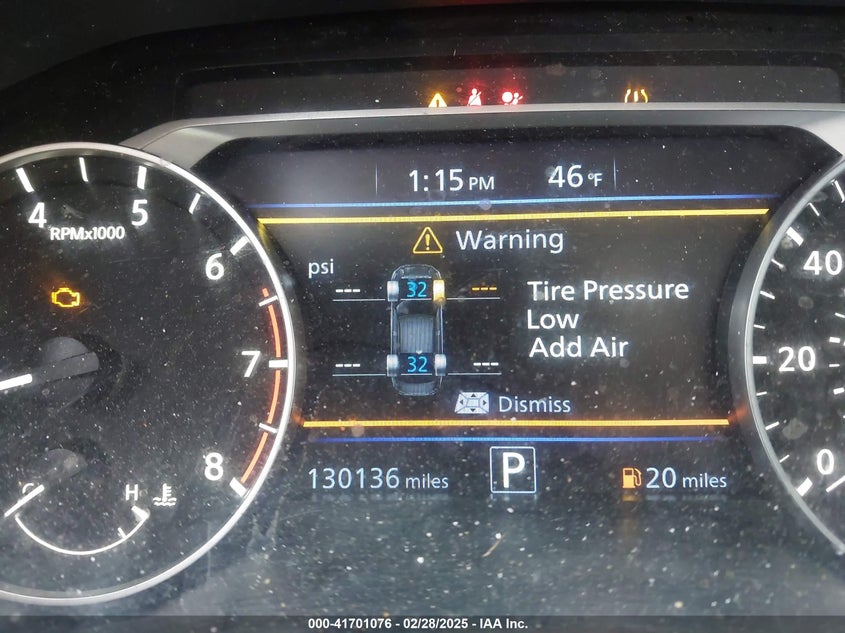 1:15 PM 46 °F
4 5 6 7 8
RPMx1000
Warning
psi
--- 32 ---
Tire Pressure
Low
Add Air
--- 32 ---
Dismiss
40
20
0
C H
130136 miles P 20 miles
000-41701076 - 02/28/2025 - IAA Inc.